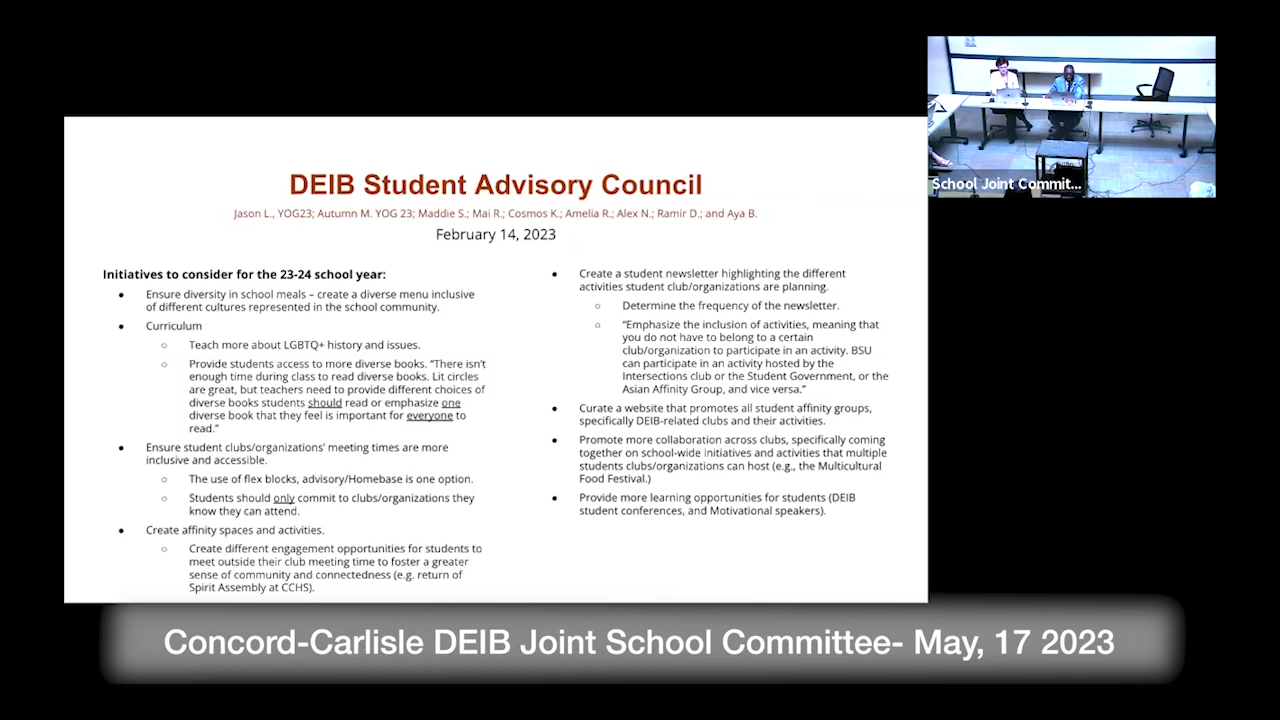 School Joint Commit...
DEIB Student Advisory Council
Jason L., YOG23; Autumn M. YOG 23; Maddie S.; Mai R.; Cosmos K.; Amelia R.; Alex N.; Ramir D.; and Aya B.
February 14, 2023
Initiatives to consider for the 23-24 school year:
● Ensure diversity in school meals – create a diverse menu inclusive
of different cultures represented in the school community.
● Curriculum
○ Teach more about LGBTQ+ history and issues.
○ Provide students access to more diverse books. “There isn’t
enough time during class to read diverse books. Lit circles
are great, but teachers need to provide different choices of
diverse books students should read or emphasize one
diverse book that they feel is important for everyone to
read.”
● Ensure student clubs/organizations’ meeting times are more
inclusive and accessible.
○ The use of flex blocks, advisory/Homebase is one option.
○ Students should only commit to clubs/organizations they
know they can attend.
● Create affinity spaces and activities.
○ Create different engagement opportunities for students to
meet outside their club meeting time to foster a greater
sense of community and connectedness (e.g. return of
Spirit Assembly at CCHS).
● Create a student newsletter highlighting the different
activities student club/organizations are planning.
○ Determine the frequency of the newsletter.
○ “Emphasize the inclusion of activities, meaning that
you do not have to belong to a certain
club/organization to participate in an activity. BSU
can participate in an activity hosted by the
Intersections club or the Student Government, or the
Asian Affinity Group, and vice versa.”
● Curate a website that promotes all student affinity groups,
specifically DEIB-related clubs and their activities.
● Promote more collaboration across clubs, specifically coming
together on school-wide initiatives and activities that multiple
students clubs/organizations can host (e.g., the Multicultural
Food Festival.)
● Provide more learning opportunities for students (DEIB
student conferences, and Motivational speakers).
Concord-Carlisle DEIB Joint School Committee- May, 17 2023